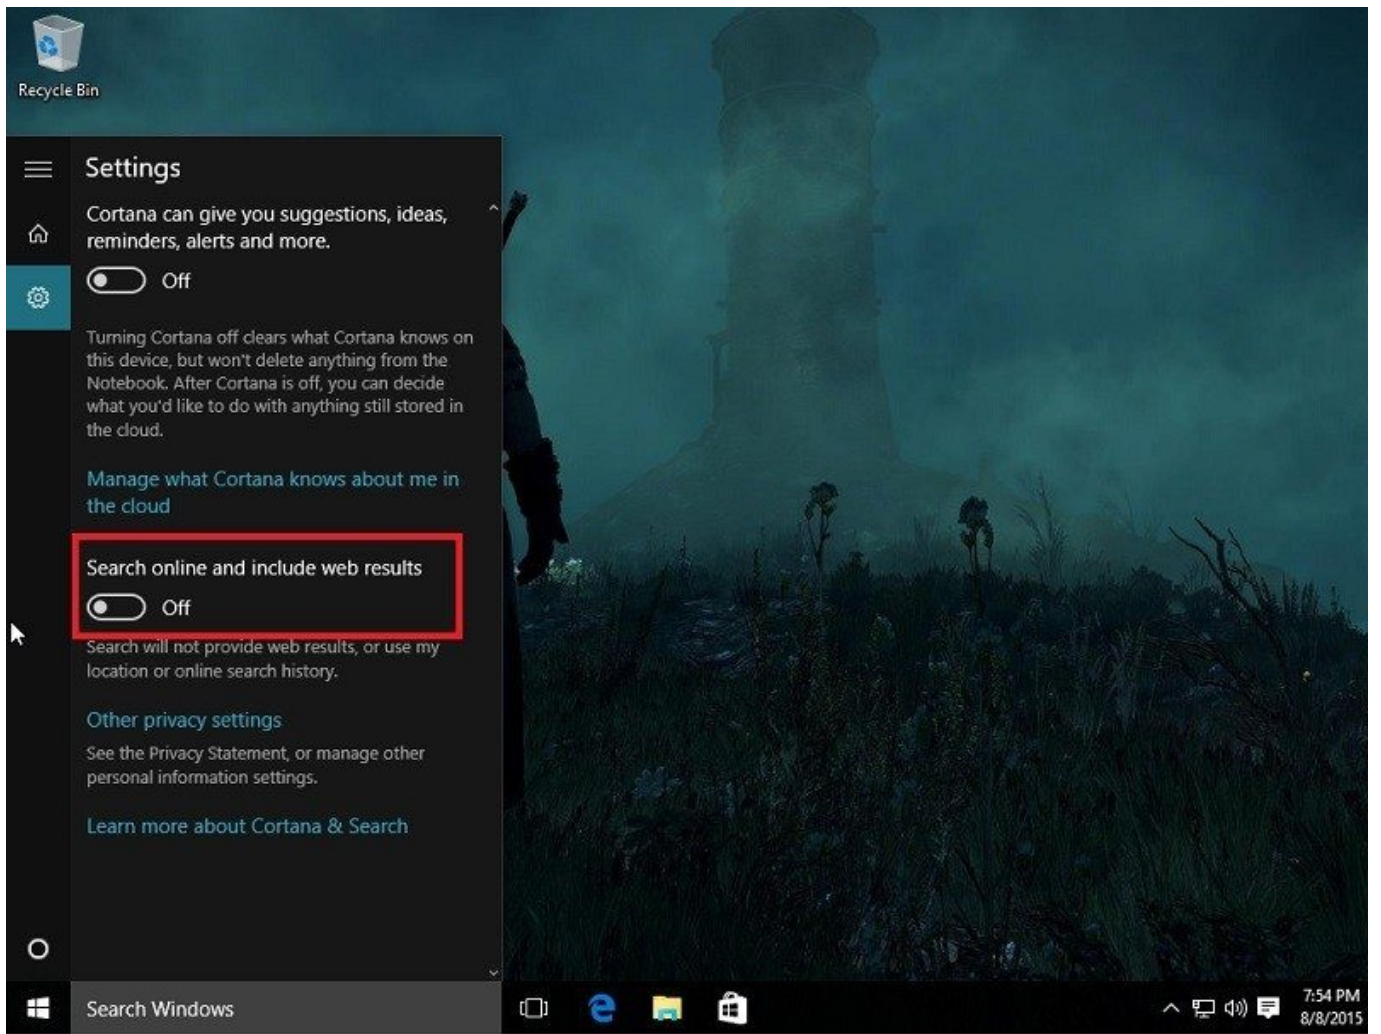 Recycle Bin
Settings
Cortana can give you suggestions, ideas,
reminders, alerts and more.
Off
Turning Cortana off clears what Cortana knows on
this device, but won't delete anything from the
Notebook. After Cortana is off, you can decide
what you'd like to do with anything still stored in
the cloud.
Manage what Cortana knows about me in
the cloud
Search online and include web results
Off
Search will not provide web results, or use my
location or online search history.
Other privacy settings
See the Privacy Statement, or manage other
personal information settings.
Learn more about Cortana & Search
Search Windows
7:54 PM
8/8/2015